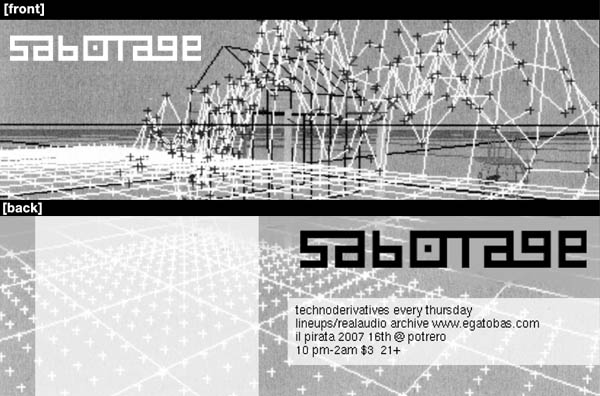 [front]
sabotage
[back]
sabotage
technoderivatives every thursday
lineups/realaudio archive www.egatobas.com
il pirata 2007 16th @ potrero
10 pm-2am $3 21+